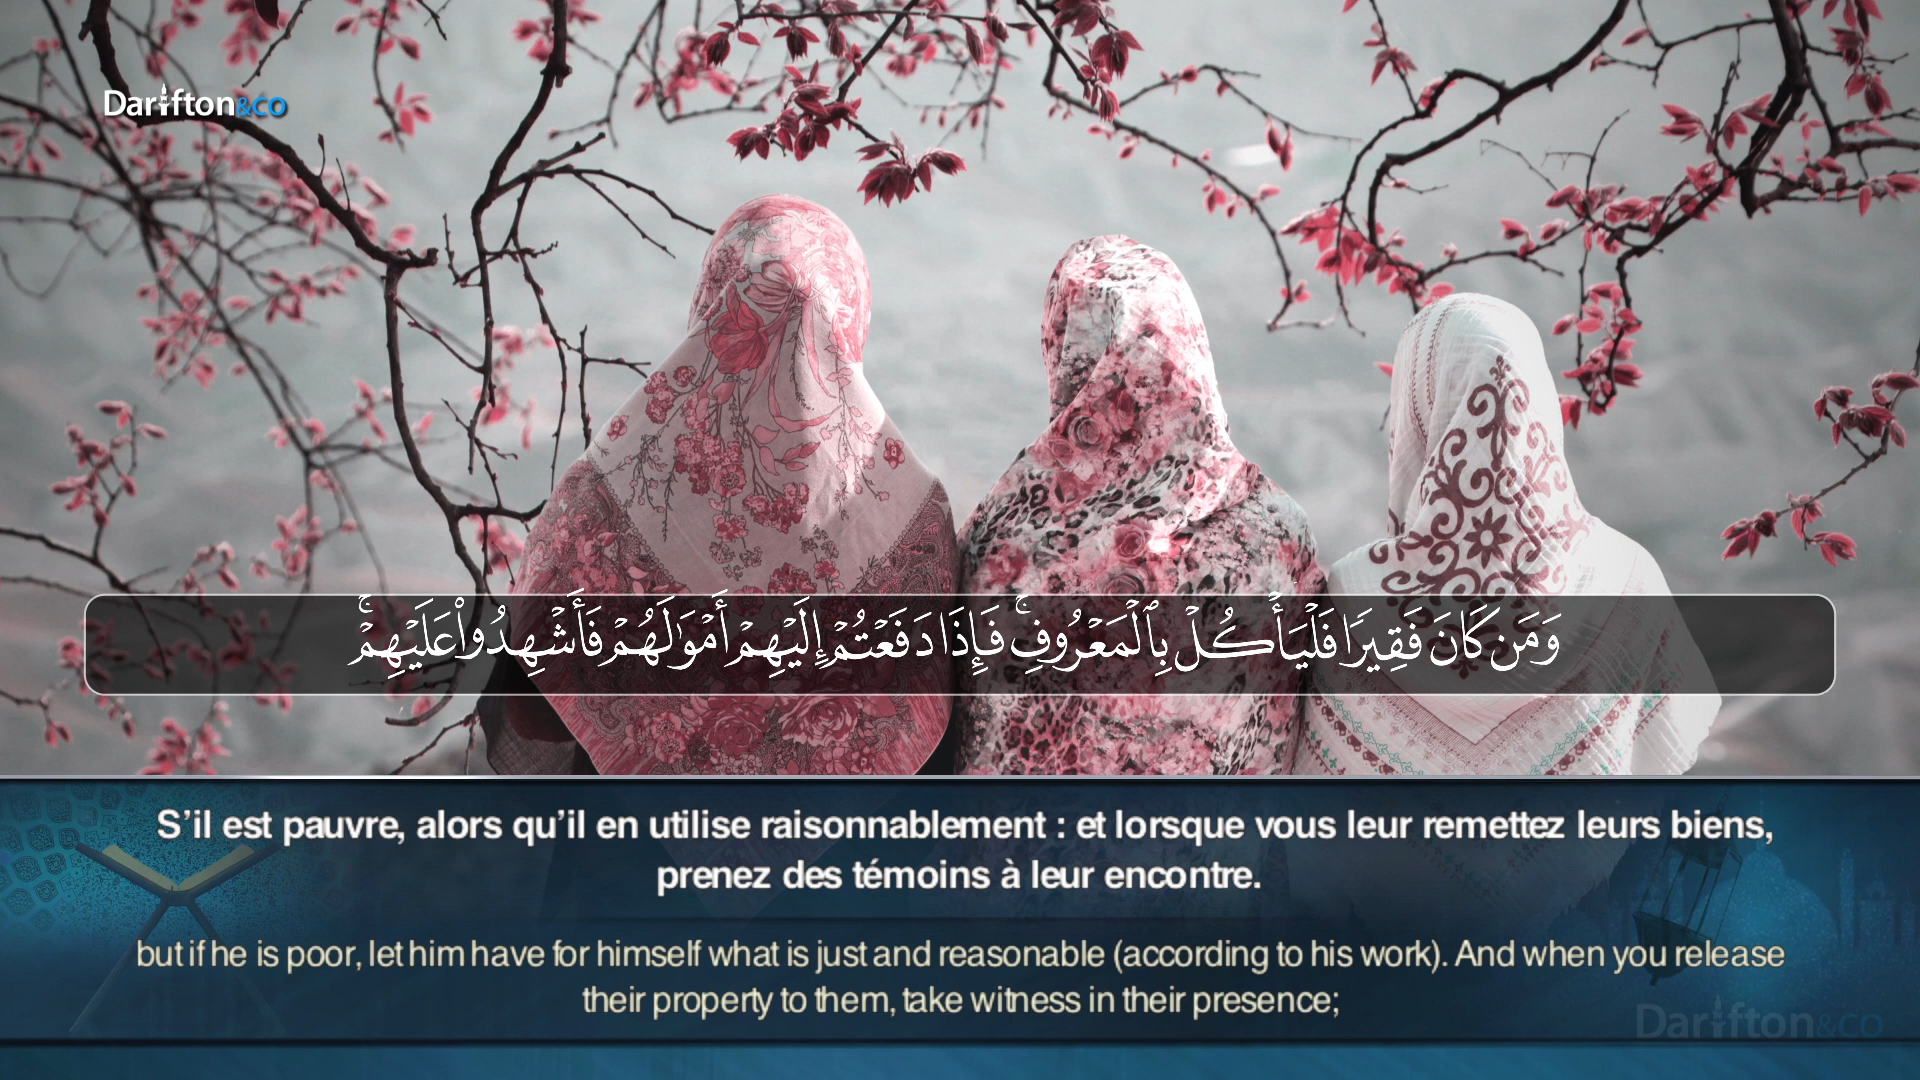 Darifton&co
وَمَن كَانَ فَقِيرٗا فَلۡيَأۡكُلۡ بِٱلۡمَعۡرُوفِۚ فَإِذَا دَفَعۡتُمۡ إِلَيۡهِمۡ أَمۡوَٰلَهُمۡ فَأَشۡهِدُواْ عَلَيۡهِمۡۚ
S’il est pauvre, alors qu’il en utilise raisonnablement : et lorsque vous leur remettez leurs biens,
prenez des témoins à leur encontre.
but if he is poor, let him have for himself what is just and reasonable (according to his work). And when you release
their property to them, take witness in their presence;
Darifton&co